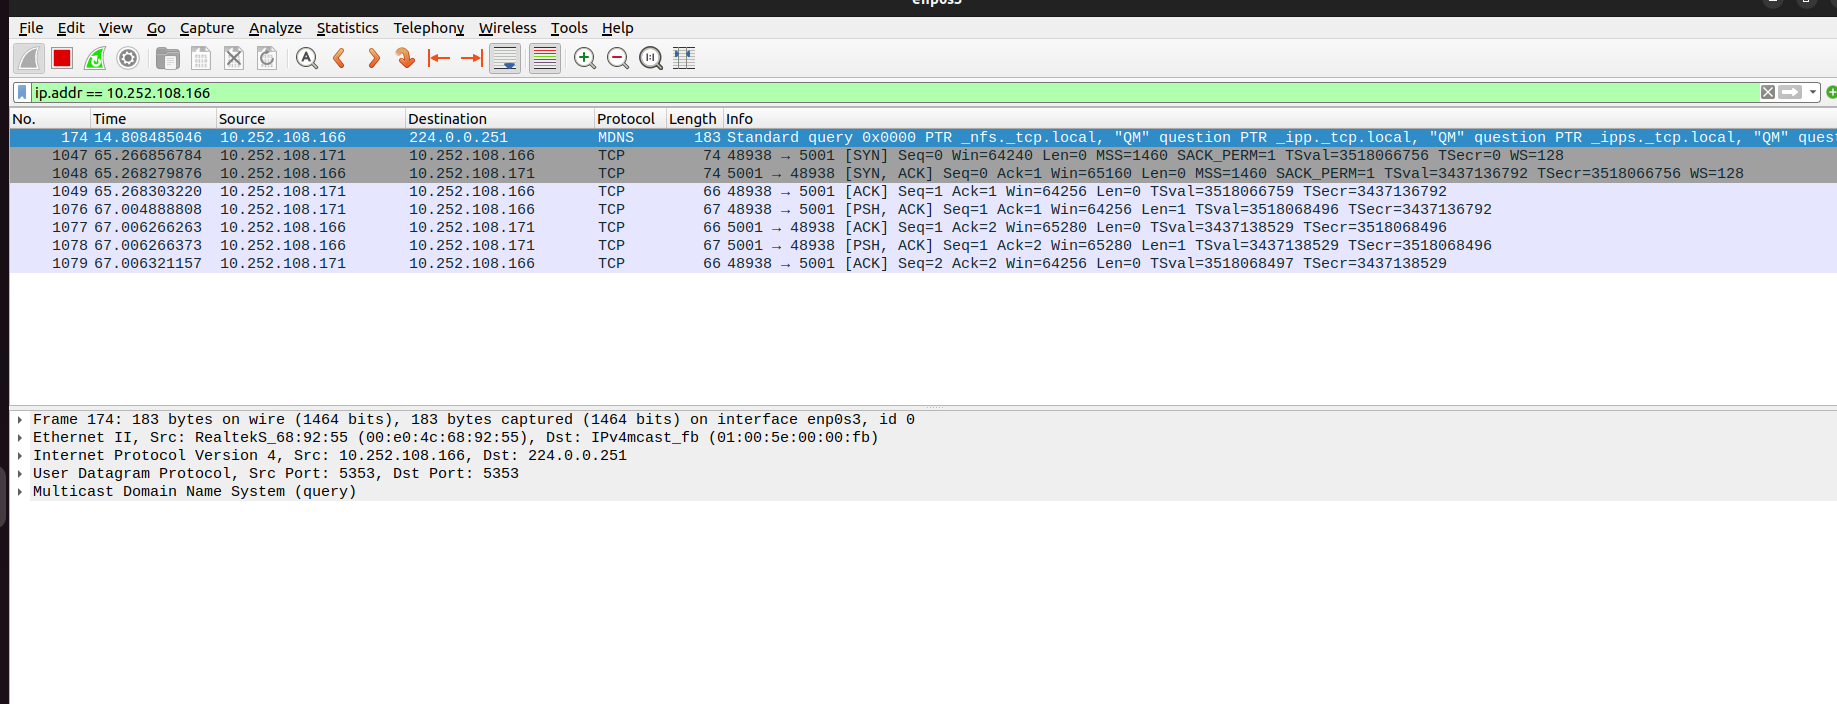 enp0s3
File Edit View Go Capture Analyze Statistics Telephony Wireless Tools Help
ip.addr == 10.252.108.166
No. Time Source Destination Protocol Length Info
174 14.808485046 10.252.108.166 224.0.0.251 MDNS 183 Standard query 0x0000 PTR _nfs._tcp.local, "QM" question PTR _ipp._tcp.local, "QM" question PTR _ipps._tcp.local, "QM" quest
1047 65.266856784 10.252.108.171 10.252.108.166 TCP 74 48938 → 5001 [SYN] Seq=0 Win=64240 Len=0 MSS=1460 SACK_PERM=1 TSval=3518066756 TSecr=0 WS=128
1048 65.268279876 10.252.108.166 10.252.108.171 TCP 74 5001 → 48938 [SYN, ACK] Seq=0 Ack=1 Win=65160 Len=0 MSS=1460 SACK_PERM=1 TSval=3437136792 TSecr=3518066756 WS=128
1049 65.268303220 10.252.108.171 10.252.108.166 TCP 66 48938 → 5001 [ACK] Seq=1 Ack=1 Win=64256 Len=0 TSval=3518066759 TSecr=3437136792
1076 67.004888808 10.252.108.171 10.252.108.166 TCP 67 48938 → 5001 [PSH, ACK] Seq=1 Ack=1 Win=64256 Len=1 TSval=3518068496 TSecr=3437136792
1077 67.006266263 10.252.108.166 10.252.108.171 TCP 66 5001 → 48938 [ACK] Seq=1 Ack=2 Win=65280 Len=0 TSval=3437138529 TSecr=3518068496
1078 67.006266373 10.252.108.166 10.252.108.171 TCP 67 5001 → 48938 [PSH, ACK] Seq=1 Ack=2 Win=65280 Len=1 TSval=3437138529 TSecr=3518068496
1079 67.006321157 10.252.108.171 10.252.108.166 TCP 66 48938 → 5001 [ACK] Seq=2 Ack=2 Win=64256 Len=0 TSval=3518068497 TSecr=3437138529
Frame 174: 183 bytes on wire (1464 bits), 183 bytes captured (1464 bits) on interface enp0s3, id 0
Ethernet II, Src: RealtekS_68:92:55 (00:e0:4c:68:92:55), Dst: IPv4mcast_fb (01:00:5e:00:00:fb)
Internet Protocol Version 4, Src: 10.252.108.166, Dst: 224.0.0.251
User Datagram Protocol, Src Port: 5353, Dst Port: 5353
Multicast Domain Name System (query)